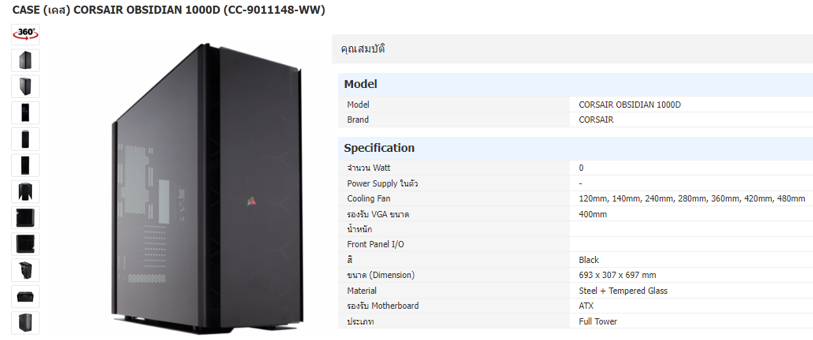 CASE (เคส) CORSAIR OBSIDIAN 1000D (CC-9011148-WW)
360°
คุณสมบัติ
Model
Model CORSAIR OBSIDIAN 1000D
Brand CORSAIR
Specification
จำนวน Watt 0
Power Supply ในตัว -
Cooling Fan 120mm, 140mm, 240mm, 280mm, 360mm, 420mm, 480mm
รองรับ VGA ขนาด 400mm
น้ำหนัก
Front Panel I/O
สี Black
ขนาด (Dimension) 693 x 307 x 697 mm
Material Steel + Tempered Glass
รองรับ Motherboard ATX
ประเภท Full Tower